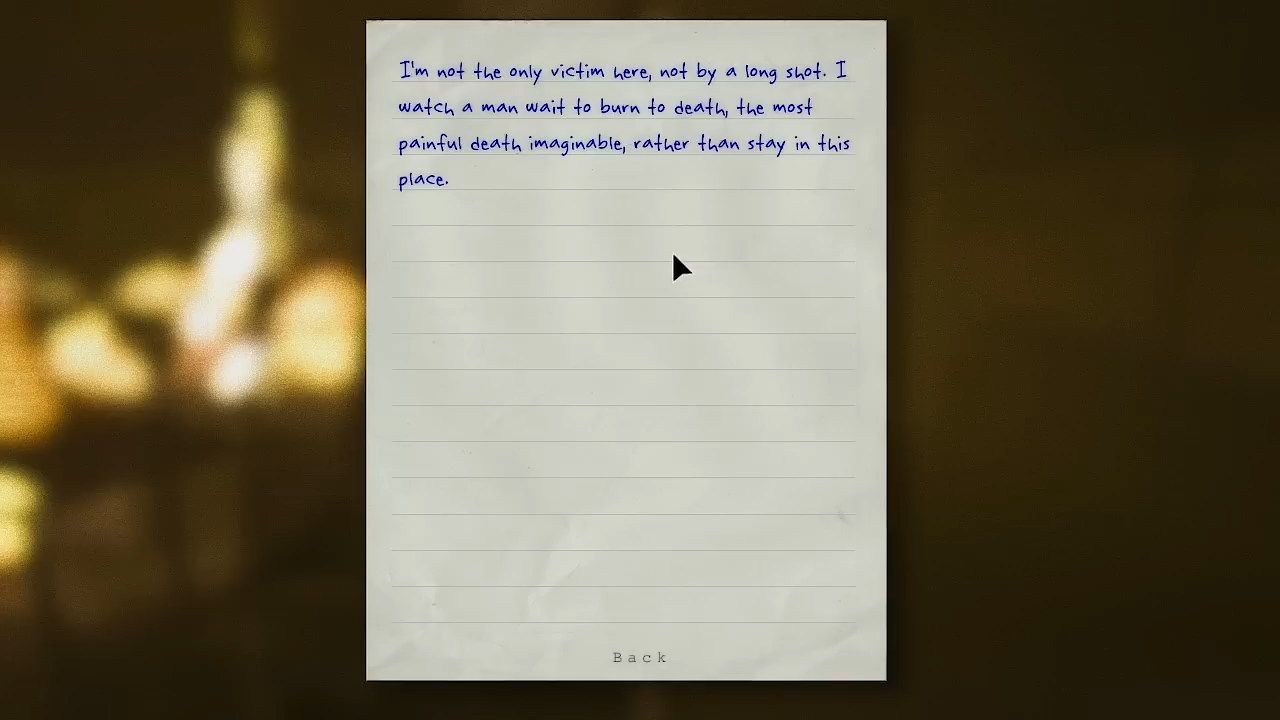 I'm not the only victim here, not by a long shot. I
watch a man wait to burn to death, the most
painful death imaginable, rather than stay in this
place.
Back